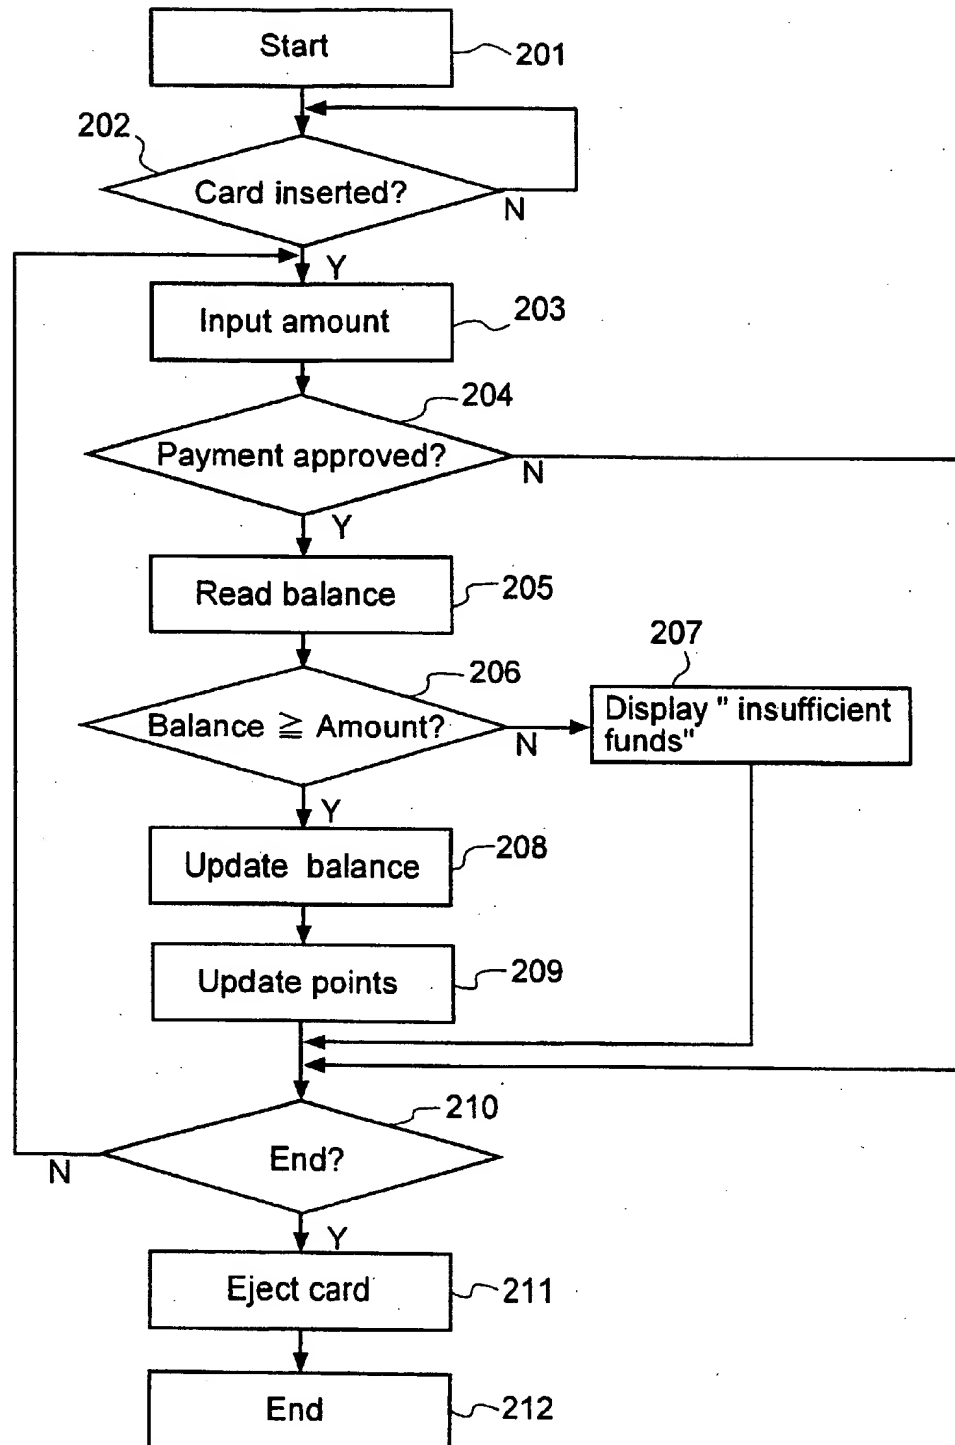 Start
201
202
Card inserted?
N
Y
Input amount
203
204
Payment approved?
N
Y
Read balance
205
206
207
Balance ≧ Amount?
N
Display " insufficient
funds"
Y
Update balance
208
Update points
209
210
End?
N
Y
Eject card
211
End
212